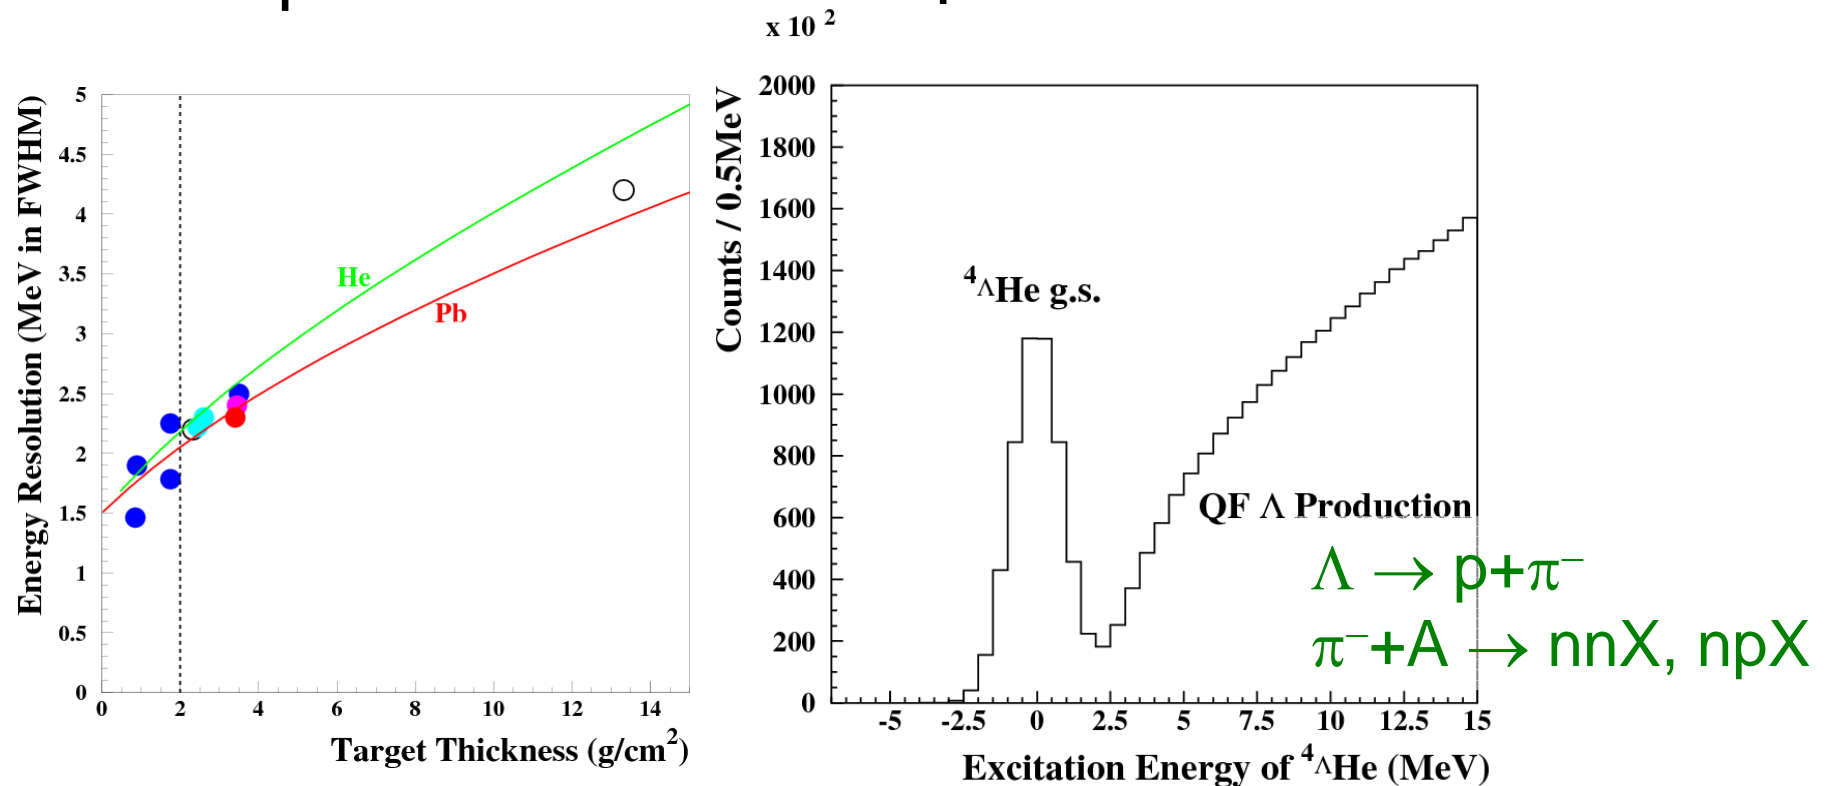 Energy Resolution (MeV in FWHM)
5
4.5
4
3.5
3
2.5
2
1.5
1
0.5
0
He
Pb
0 2 4 6 8 10 12 14
Target Thickness (g/cm²)
x 10 ²
Counts / 0.5MeV
2000
1800
1600
1400
1200
1000
800
600
400
200
0
⁴ΛHe g.s.
QF Λ Production
Λ → p+π⁻
π⁻+A → nnX, npX
-5 -2.5 0 2.5 5 7.5 10 12.5 15
Excitation Energy of ⁴ΛHe (MeV)